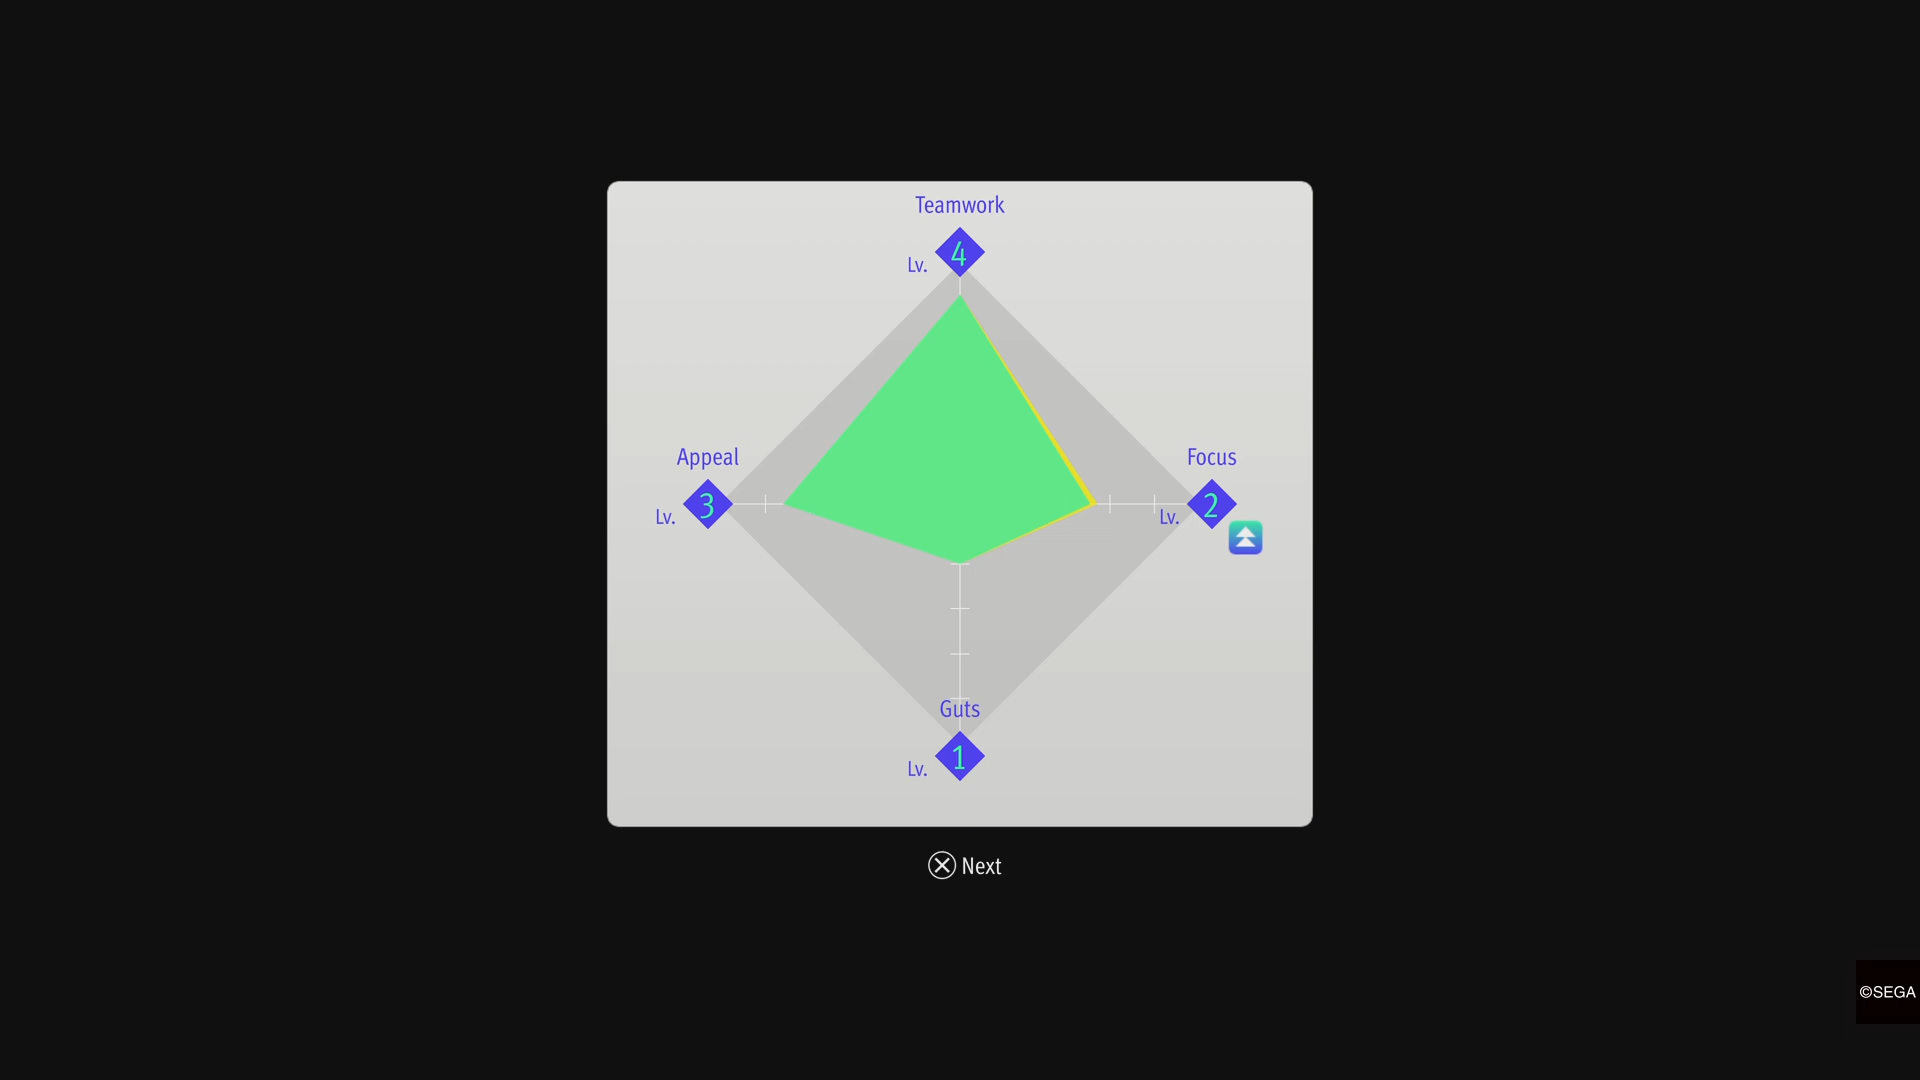 Teamwork
Lv. 4
Appeal
Lv. 3
Focus
Lv. 2
Guts
Lv. 1
Next
©SEGA